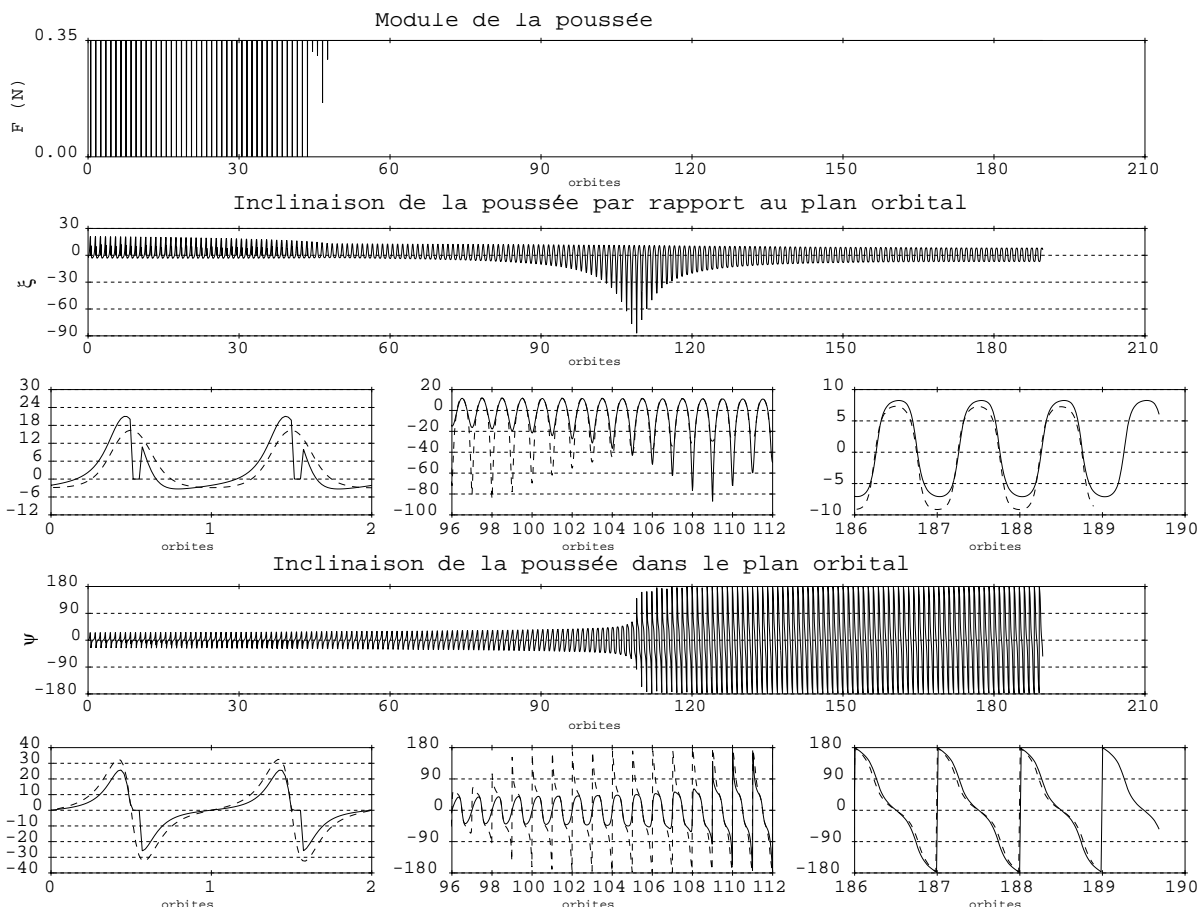 Module de la poussée
0.35
F (N)
0.00
0 30 60 90 120 150 180 210
orbites
Inclinaison de la poussée par rapport au plan orbital
30
0
-30
-60
-90
ξ
0 30 60 90 120 150 180 210
orbites
30
24
18
12
6
0
-6
-12
0 1 2
orbites
20
0
-20
-40
-60
-80
-100
96 98 100 102 104 106 108 110 112
orbites
10
5
0
-5
-10
186 187 188 189 190
orbites
Inclinaison de la poussée dans le plan orbital
180
90
0
-90
-180
ψ
0 30 60 90 120 150 180 210
orbites
40
30
20
10
0
-10
-20
-30
-40
0 1 2
orbites
180
90
0
-90
-180
96 98 100 102 104 106 108 110 112
orbites
180
90
0
-90
-180
186 187 188 189 190
orbites